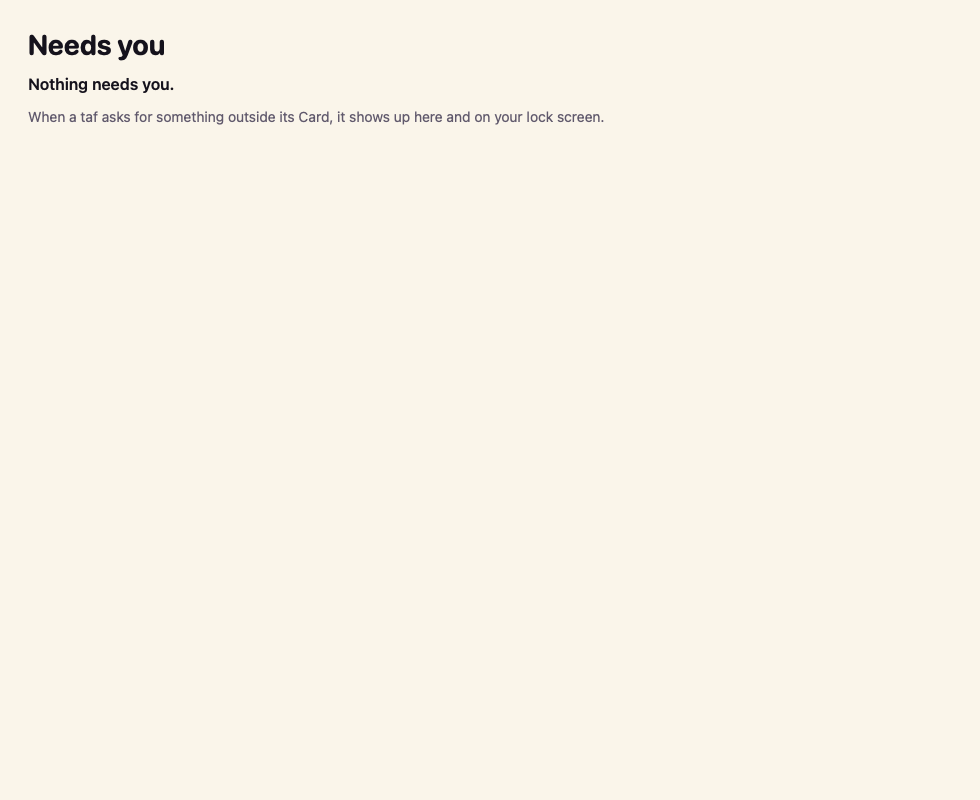 Needs you
Nothing needs you.
When a taf asks for something outside its Card, it shows up here and on your lock screen.